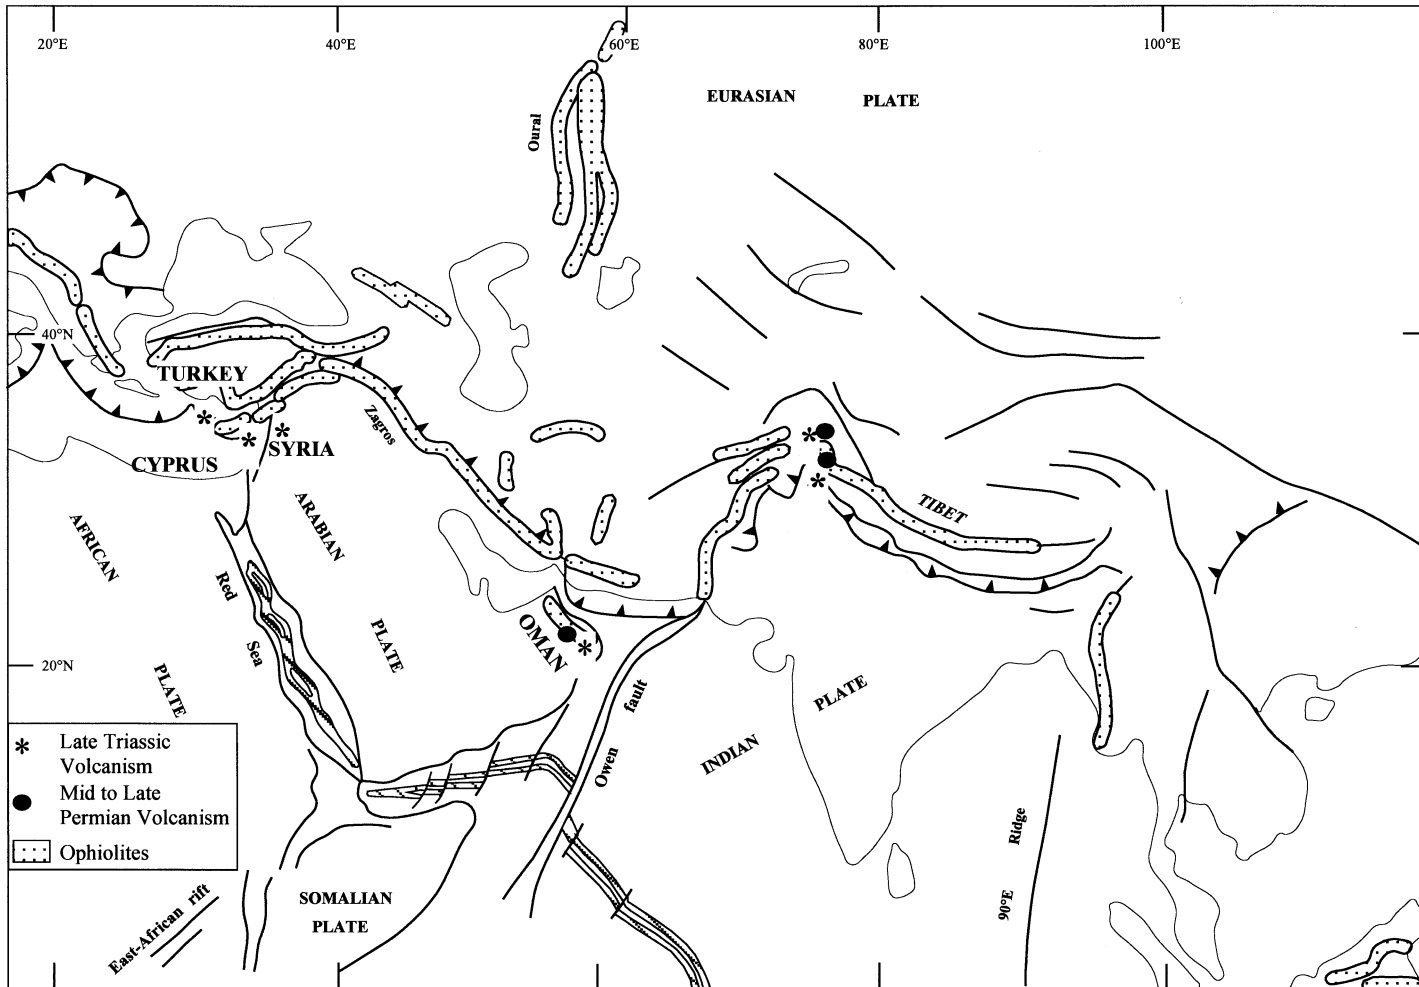 20°E
40°E
60°E
80°E
100°E
EURASIAN PLATE
Oural
40°N
TURKEY
Zagros
CYPRUS
SYRIA
TIBET
AFRICAN
PLATE
ARABIAN
PLATE
Red
Sea
OMAN
20°N
Owen
fault
INDIAN
PLATE
* Late Triassic
Volcanism
Mid to Late
Permian Volcanism
Ophiolites
SOMALIAN
PLATE
East-African rift
90°E
Ridge